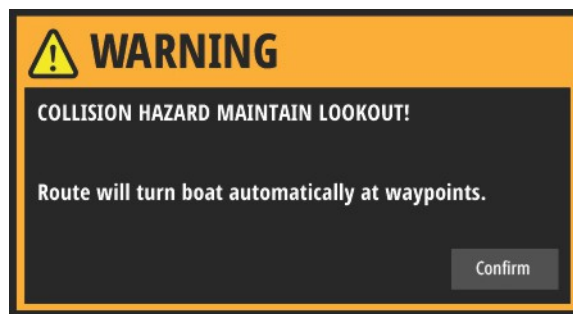 WARNING
COLLISION HAZARD MAINTAIN LOOKOUT!
Route will turn boat automatically at waypoints.
Confirm